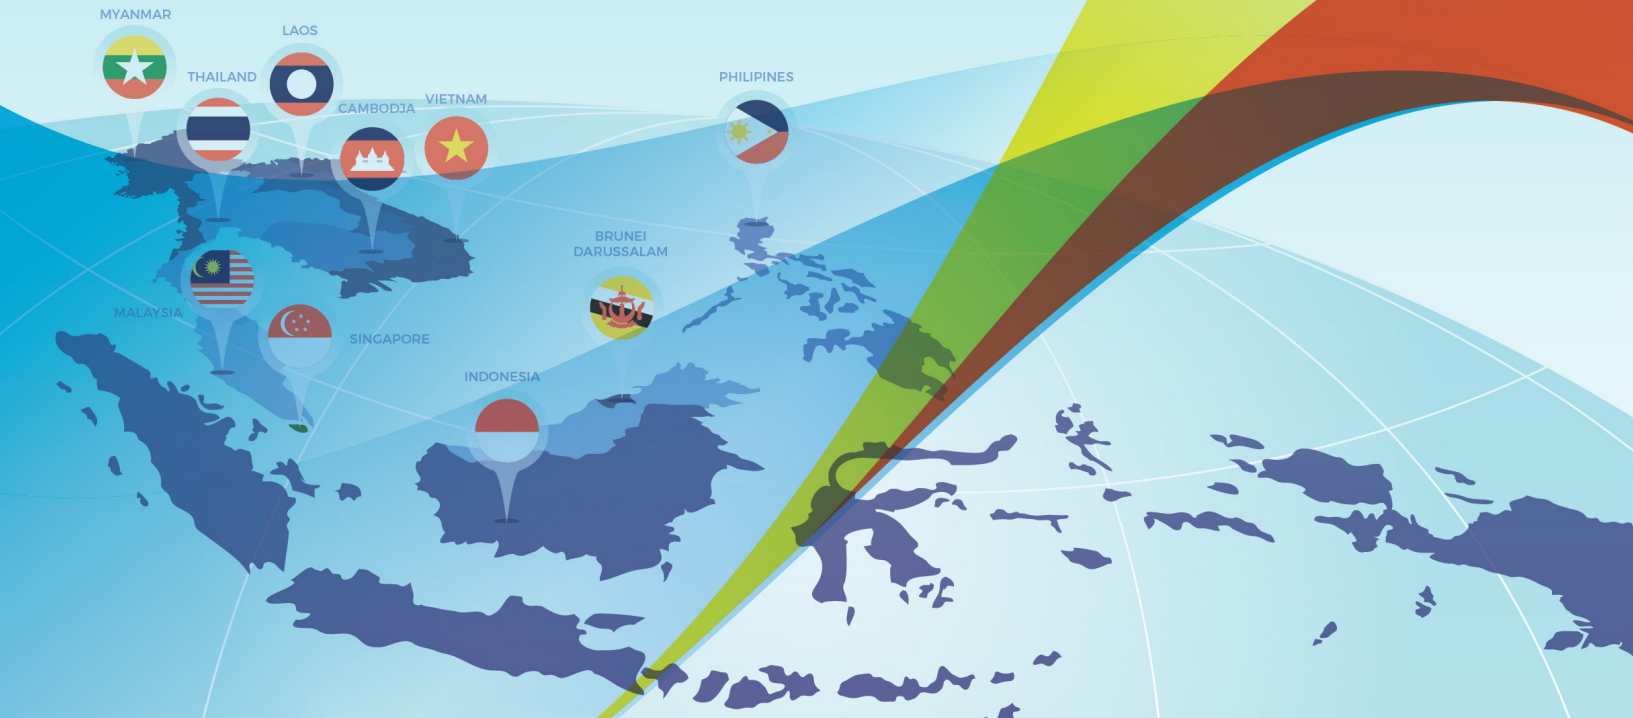 MYANMAR
LAOS
THAILAND
PHILIPINES
VIETNAM
CAMBODJA
BRUNEI
DARUSSALAM
MALAYSIA
SINGAPORE
INDONESIA